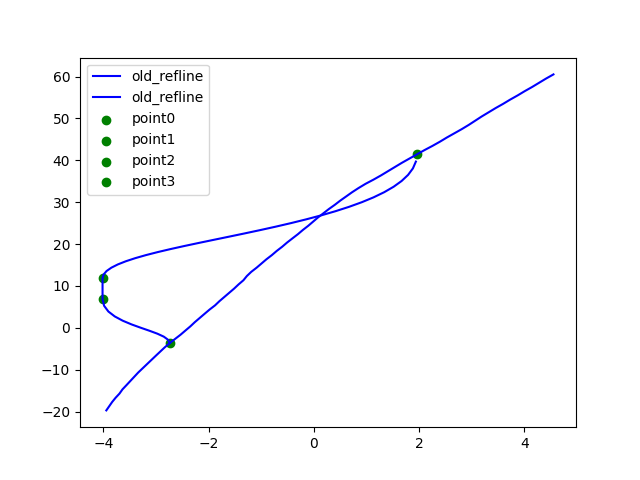 old_refline
old_refline
point0
point1
point2
point3
60
50
40
30
20
10
0
−10
−20
−4
−2
0
2
4